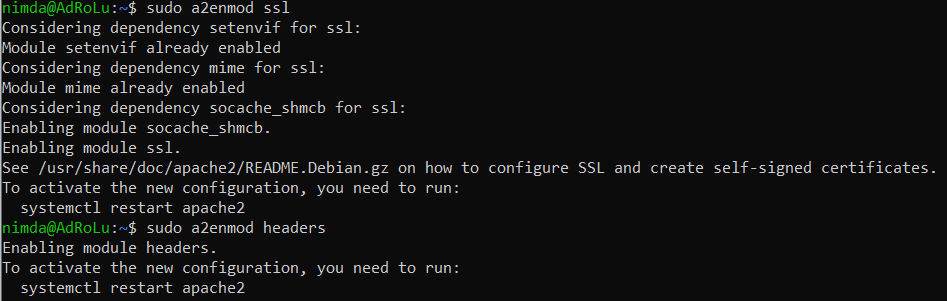 nimda@AdRoLu:~$ sudo a2enmod ssl
Considering dependency setenvif for ssl:
Module setenvif already enabled
Considering dependency mime for ssl:
Module mime already enabled
Considering dependency socache_shmcb for ssl:
Enabling module socache_shmcb.
Enabling module ssl.
See /usr/share/doc/apache2/README.Debian.gz on how to configure SSL and create self-signed certificates.
To activate the new configuration, you need to run:
  systemctl restart apache2
nimda@AdRoLu:~$ sudo a2enmod headers
Enabling module headers.
To activate the new configuration, you need to run:
  systemctl restart apache2